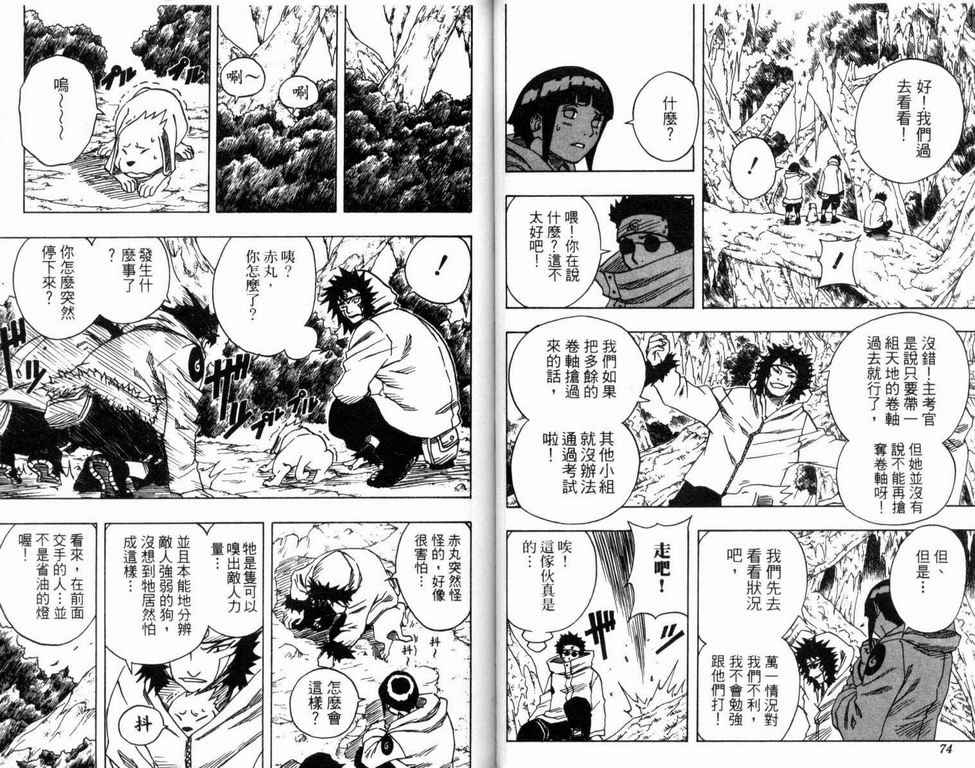 好！我們過
去看看！
！
！
什麼？
喂！你在說
什麼？這不
太好吧！
沒錯！主考官
是說只要帶一
組天地的卷軸
過去就行了，
但她並沒有
說不能再搶
奪卷軸呀！
我們如果
把多餘的
卷軸搶過
來的話，
其他小組
就沒辦法
通過考試
啦！
但、
但是…
我們先去
看看狀況
吧，
萬一情況對
我們不利，
我不會勉強
跟他們打！
走吧！
唉！
這傢伙真是
的…
74
唰
唰～
嗚～～～～
プル
プル
！
咦？
赤丸，
你怎麼了？
發生什
麼事了
？
你怎麼突然
停下來？
ブル
ブル
赤丸突然怪
怪的…好像
很害怕…
抖～
抖～
怎麼會
這樣？
牠是隻可以
嗅出敵人力
量…
並且本能地分辨
敵人強弱的狗，
沒想到牠居然怕
成這樣…
抖
看來，在前面
交手的人…並
不是省油的燈
喔！